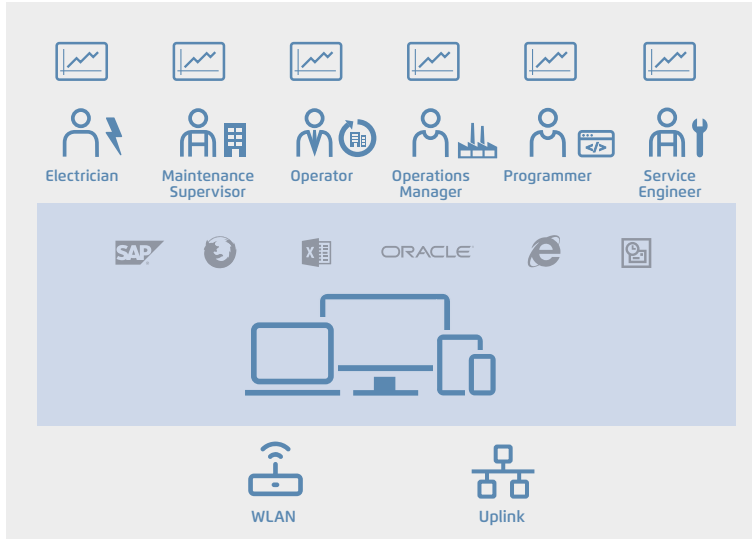 Electrician
Maintenance
Supervisor
Operator
Operations
Manager
Programmer
Service
Engineer
</>
SAP
X
ORACLE
e
WLAN
Uplink